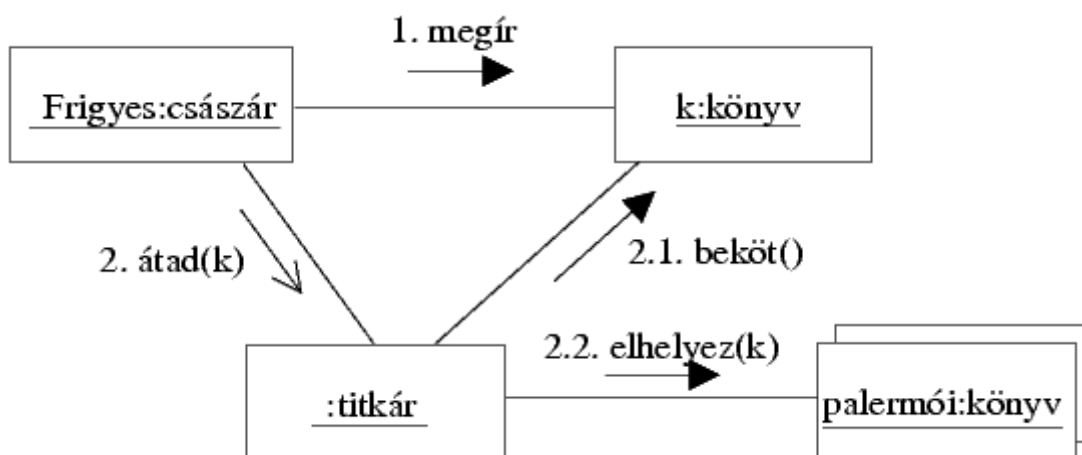 1. megír
Frigyes:császár
k:könyv
2. átad(k)
2.1. beköt()
2.2. elhelyez(k)
:titkár
palermói:könyv